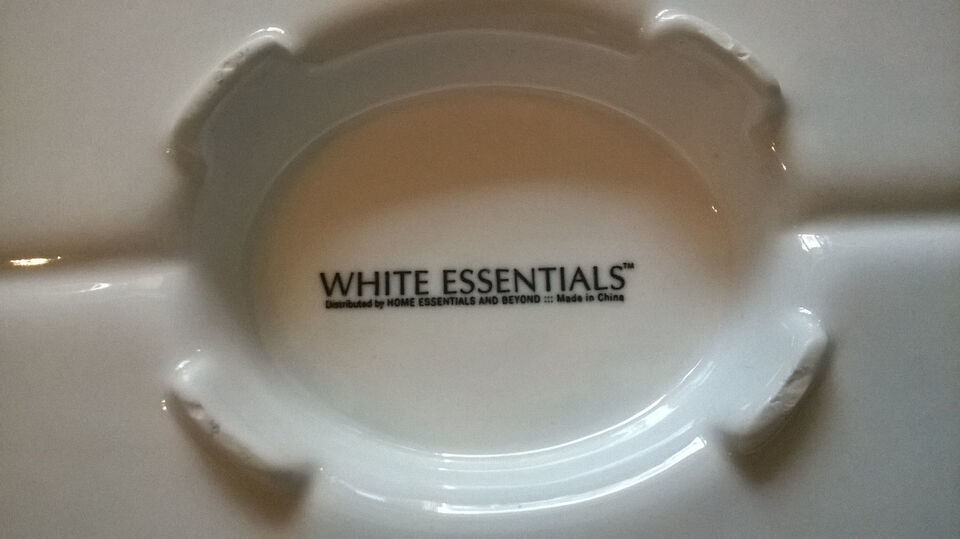 WHITE ESSENTIALS™
Distributed by HOME ESSENTIALS AND BEYOND ::: Made in China